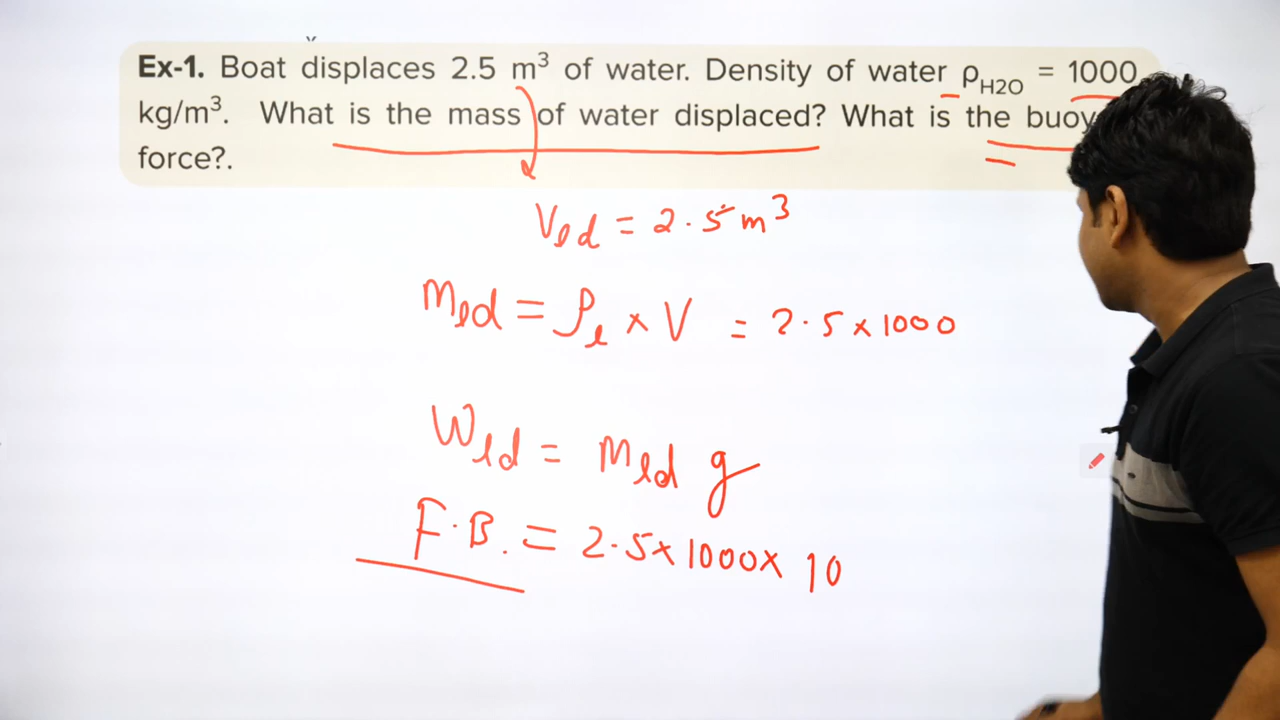 Ex-1. Boat displaces 2.5 m³ of water. Density of water ρH2O = 1000
kg/m³. What is the mass of water displaced? What is the buoy
force?.
Vld = 2.5 m³
mld = ρl × V = 2.5 × 1000
Wld = mld g
F.B. = 2.5 × 1000 × 10